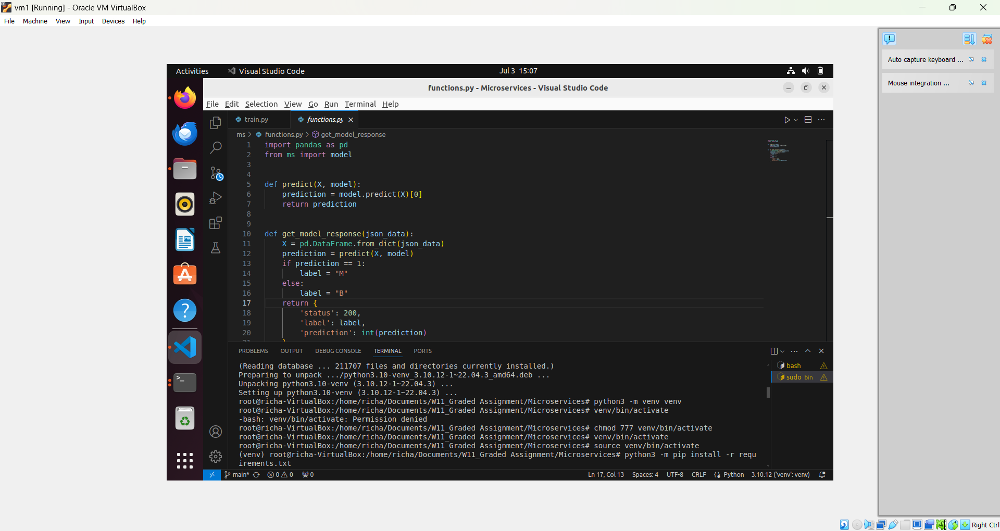 vm1 [Running] - Oracle VM VirtualBox
File Machine View Input Devices Help
Auto capture keyboard ...
Mouse integration ...
Activities Visual Studio Code Jul 3 15:07
functions.py - Microservices - Visual Studio Code
File Edit Selection View Go Run Terminal Help
train.py functions.py
ms > functions.py > get_model_response
1 import pandas as pd
2 from ms import model
3
4
5 def predict(X, model):
6 prediction = model.predict(X)[0]
7 return prediction
8
9
10 def get_model_response(json_data):
11 X = pd.DataFrame.from_dict(json_data)
12 prediction = predict(X, model)
13 if prediction == 1:
14 label = "M"
15 else:
16 label = "B"
17 return {
18 'status': 200,
19 'label': label,
20 'prediction': int(prediction)
PROBLEMS OUTPUT DEBUG CONSOLE TERMINAL PORTS
(Reading database ... 211707 files and directories currently installed.)
Preparing to unpack .../python3.10-venv_3.10.12-1~22.04.3_amd64.deb ...
Unpacking python3.10-venv (3.10.12-1~22.04.3) ...
Setting up python3.10-venv (3.10.12-1~22.04.3) ...
root@richa-VirtualBox:/home/richa/Documents/W11_Graded Assignment/Microservices# python3 -m venv venv
root@richa-VirtualBox:/home/richa/Documents/W11_Graded Assignment/Microservices# venv/bin/activate
-bash: venv/bin/activate: Permission denied
root@richa-VirtualBox:/home/richa/Documents/W11_Graded Assignment/Microservices# chmod 777 venv/bin/activate
root@richa-VirtualBox:/home/richa/Documents/W11_Graded Assignment/Microservices# venv/bin/activate
root@richa-VirtualBox:/home/richa/Documents/W11_Graded Assignment/Microservices# source venv/bin/activate
(venv) root@richa-VirtualBox:/home/richa/Documents/W11_Graded Assignment/Microservices# python3 -m pip install -r requ
irements.txt
bash
sudo bin
main* 0 0 0 Ln 17, Col 13 Spaces: 4 UTF-8 CRLF Python 3.10.12 ('venv': venv)
Right Ctrl